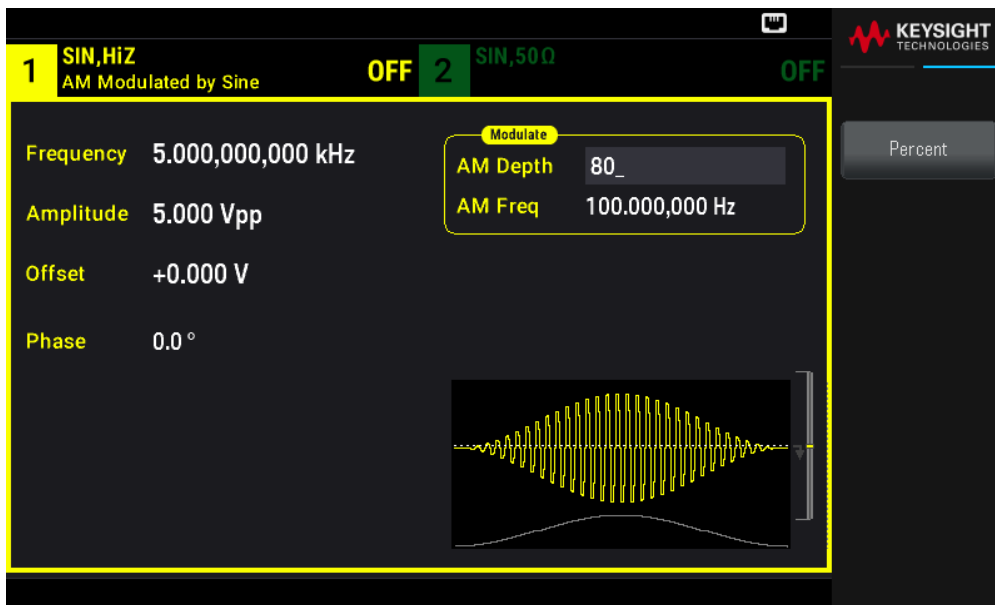 KEYSIGHT
TECHNOLOGIES
1
SIN,HiZ
AM Modulated by Sine
OFF
2
SIN,50Ω
OFF
Frequency 5.000,000,000 kHz
Amplitude 5.000 Vpp
Offset +0.000 V
Phase 0.0 °
Modulate
AM Depth 80_
AM Freq 100.000,000 Hz
Percent